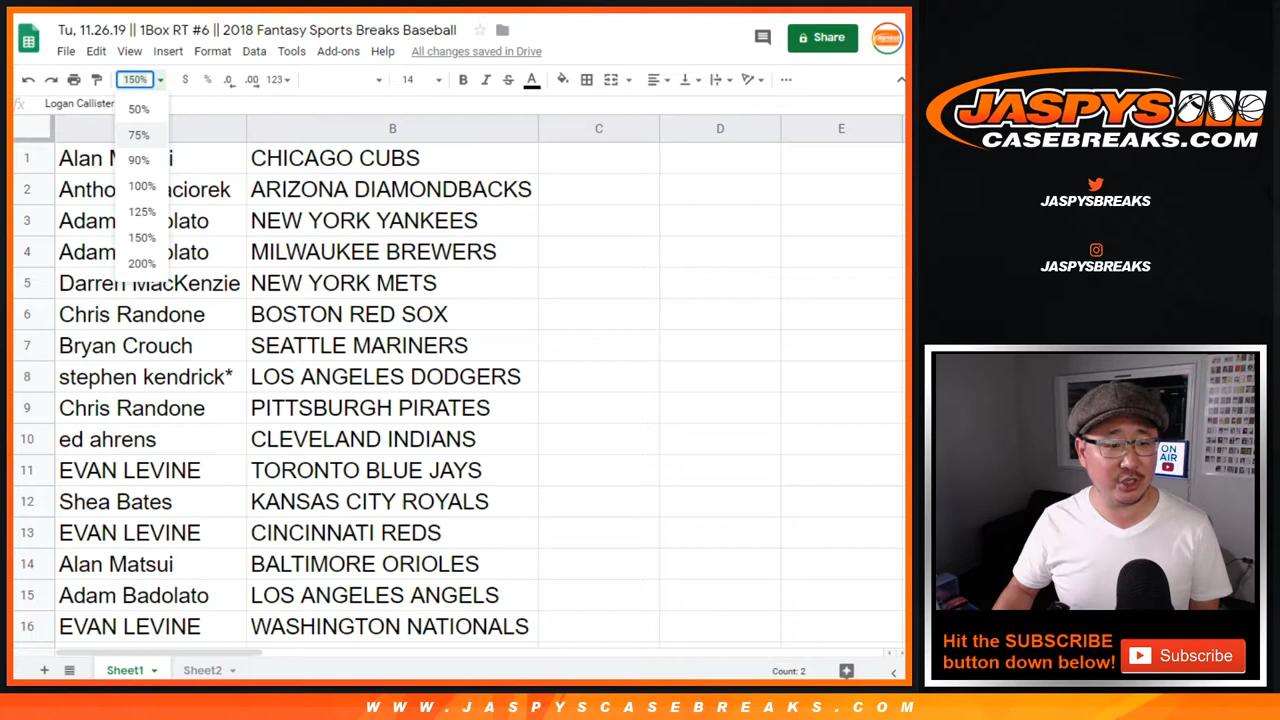 Tu, 11.26.19 || 1Box RT #6 || 2018 Fantasy Sports Breaks Baseball
File Edit View Insert Format Data Tools Add-ons Help All changes saved in Drive
Share
150% $ % .0 .00 123 14 B I S A
fx Logan Callister
50%
75%
90%
100%
125%
150%
200%
B C D E
1 Alan M i CHICAGO CUBS
2 Antho aciorek ARIZONA DIAMONDBACKS
3 Adam olato NEW YORK YANKEES
4 Adam olato MILWAUKEE BREWERS
5 Darren MacKenzie NEW YORK METS
6 Chris Randone BOSTON RED SOX
7 Bryan Crouch SEATTLE MARINERS
8 stephen kendrick* LOS ANGELES DODGERS
9 Chris Randone PITTSBURGH PIRATES
10 ed ahrens CLEVELAND INDIANS
11 EVAN LEVINE TORONTO BLUE JAYS
12 Shea Bates KANSAS CITY ROYALS
13 EVAN LEVINE CINCINNATI REDS
14 Alan Matsui BALTIMORE ORIOLES
15 Adam Badolato LOS ANGELES ANGELS
16 EVAN LEVINE WASHINGTON NATIONALS
Sheet1 Sheet2 Count: 2
JASPYS
CASEBREAKS.COM
JASPYSBREAKS
JASPYSBREAKS
ON
AIR
Hit the SUBSCRIBE
button down below!
Subscribe
WWW.JASPYSCASEBREAKS.COM